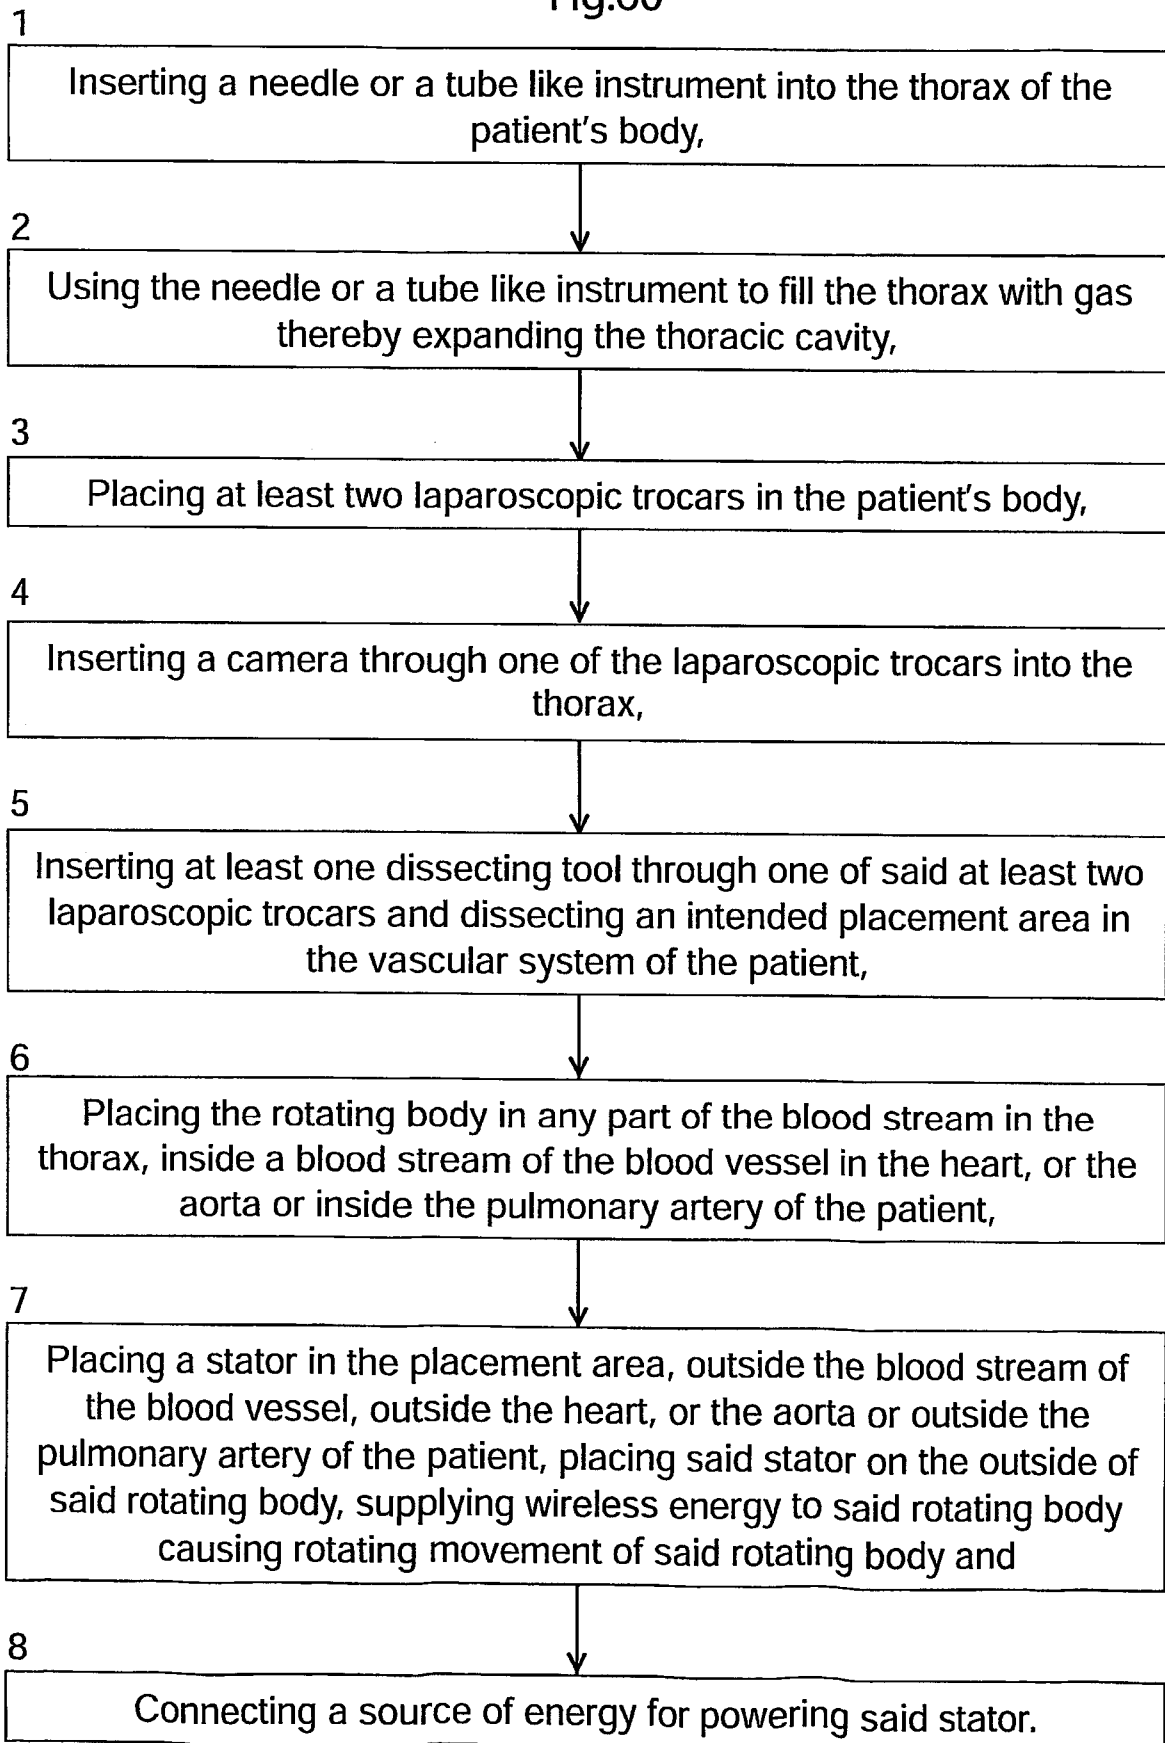 1
Inserting a needle or a tube like instrument into the thorax of the
patient's body,
2
Using the needle or a tube like instrument to fill the thorax with gas
thereby expanding the thoracic cavity,
3
Placing at least two laparoscopic trocars in the patient's body,
4
Inserting a camera through one of the laparoscopic trocars into the
thorax,
5
Inserting at least one dissecting tool through one of said at least two
laparoscopic trocars and dissecting an intended placement area in
the vascular system of the patient,
6
Placing the rotating body in any part of the blood stream in the
thorax, inside a blood stream of the blood vessel in the heart, or the
aorta or inside the pulmonary artery of the patient,
7
Placing a stator in the placement area, outside the blood stream of
the blood vessel, outside the heart, or the aorta or outside the
pulmonary artery of the patient, placing said stator on the outside of
said rotating body, supplying wireless energy to said rotating body
causing rotating movement of said rotating body and
8
Connecting a source of energy for powering said stator.